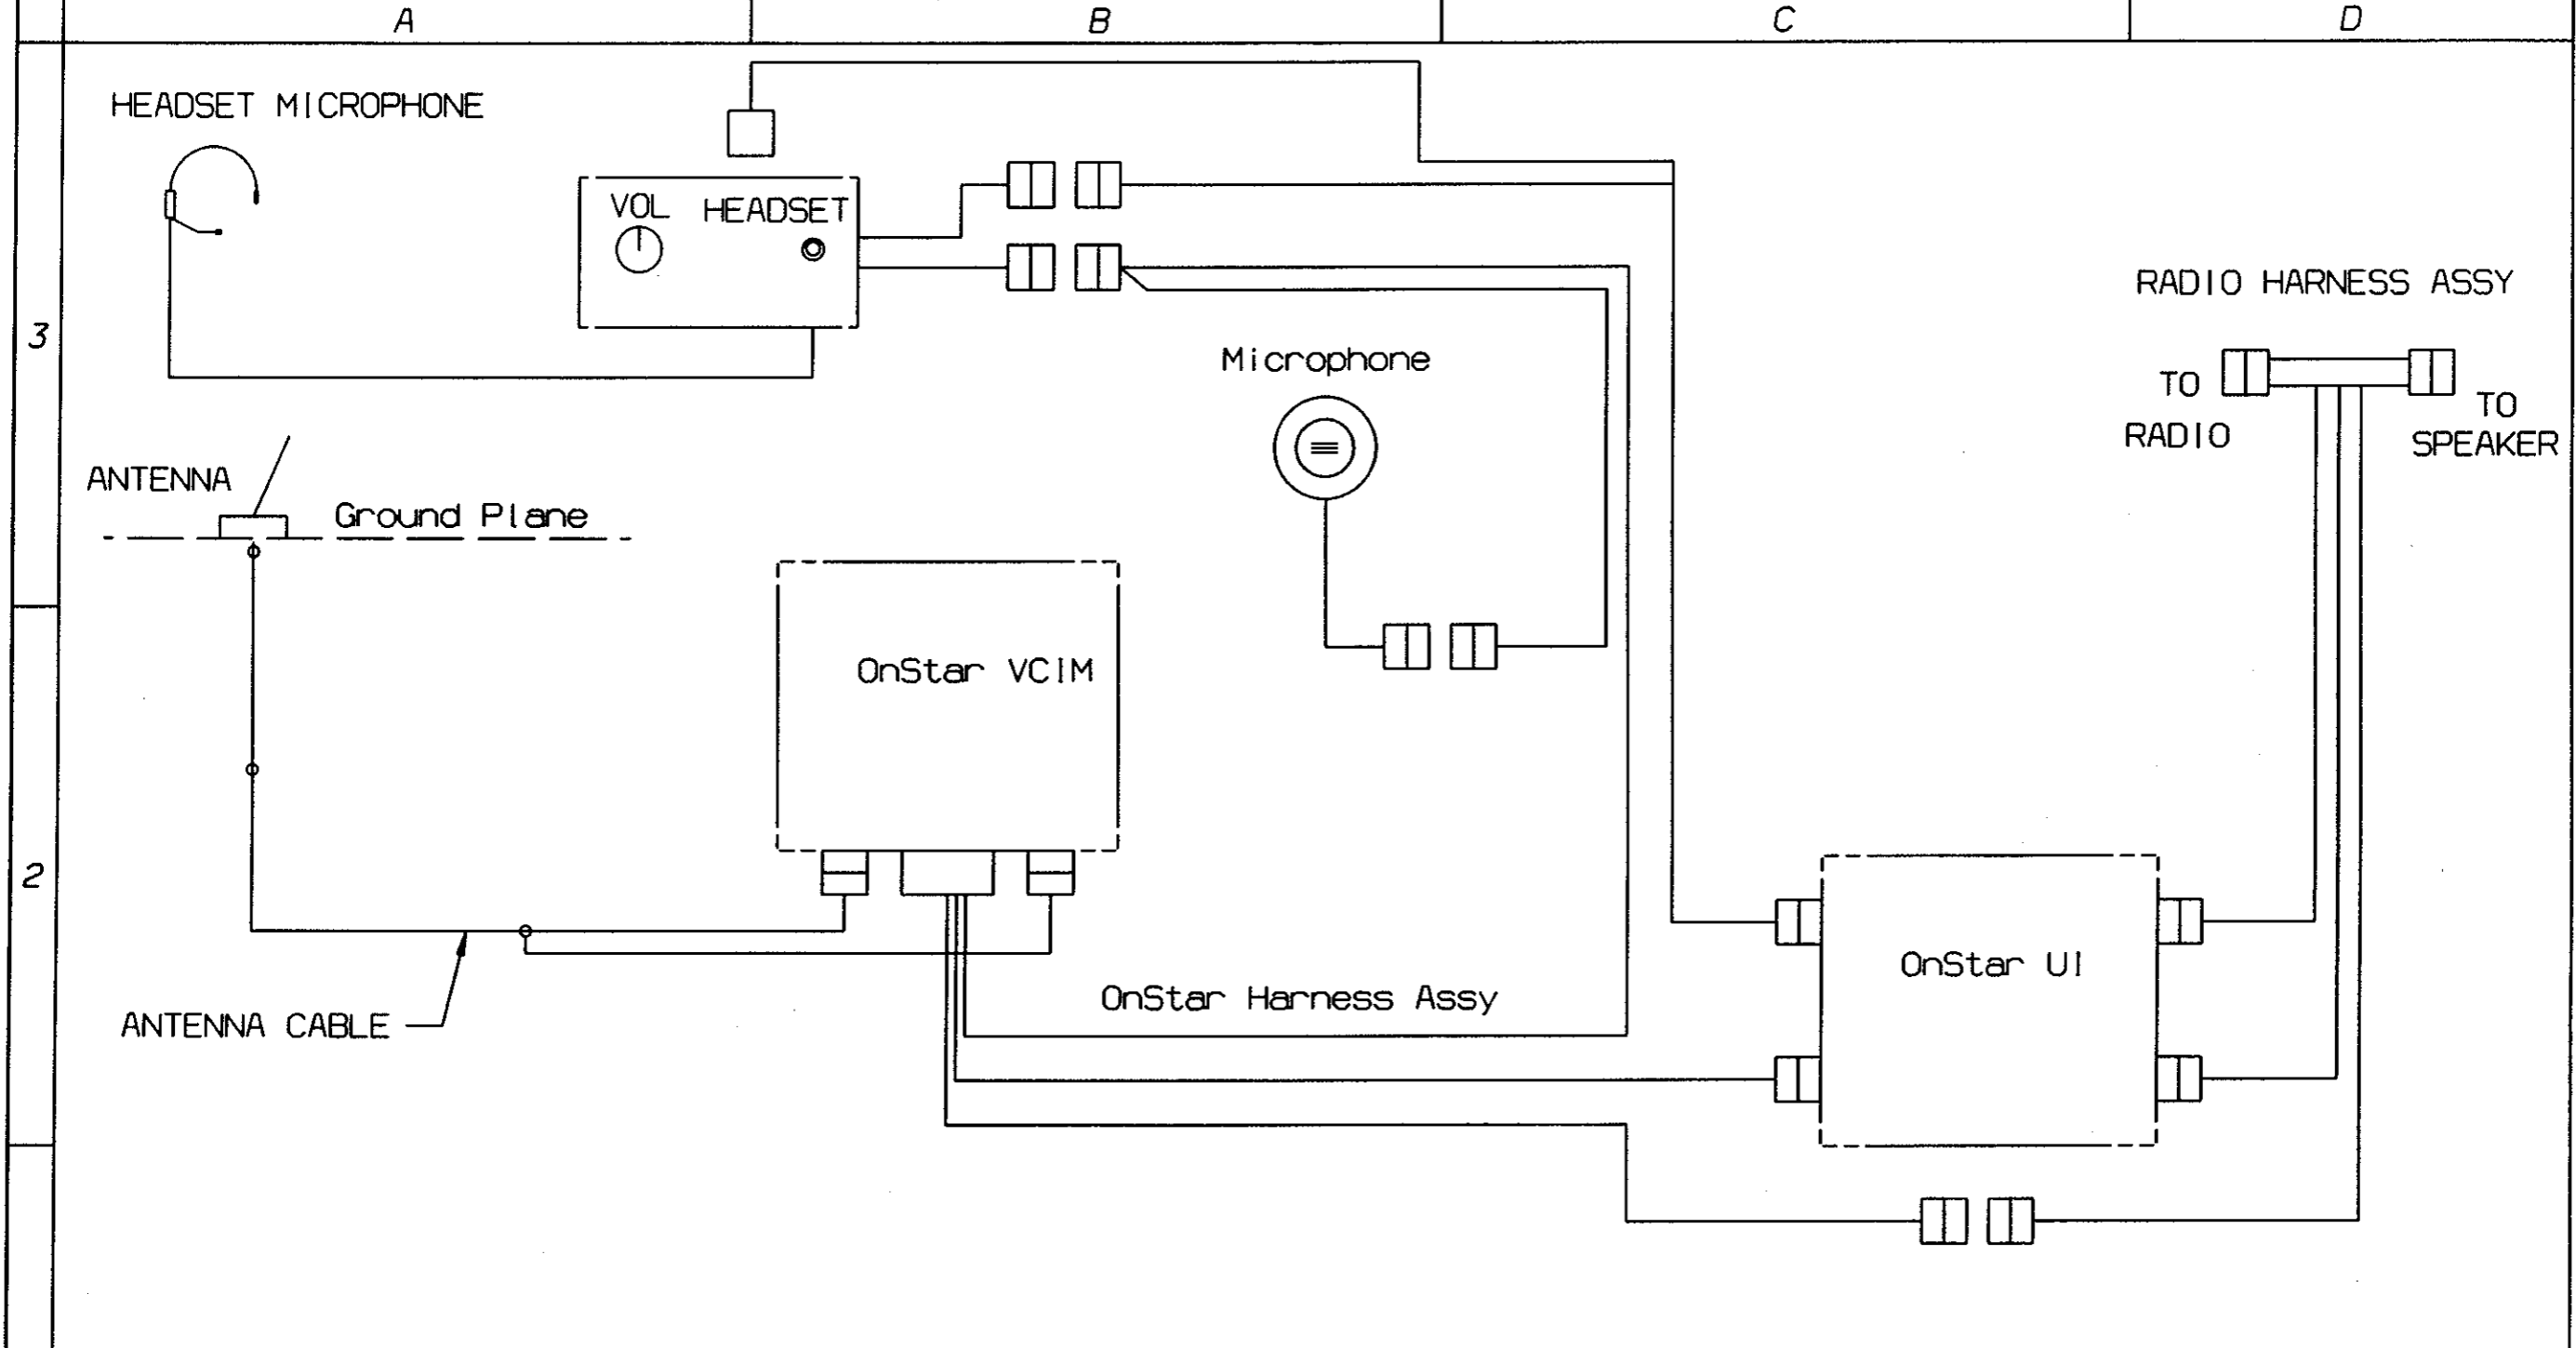 A
B
C
D
HEADSET MICROPHONE
VOL
HEADSET
3
RADIO HARNESS ASSY
Microphone
TO
RADIO
TO
SPEAKER
ANTENNA
Ground Plane
OnStar VCIM
2
OnStar UI
OnStar Harness Assy
ANTENNA CABLE